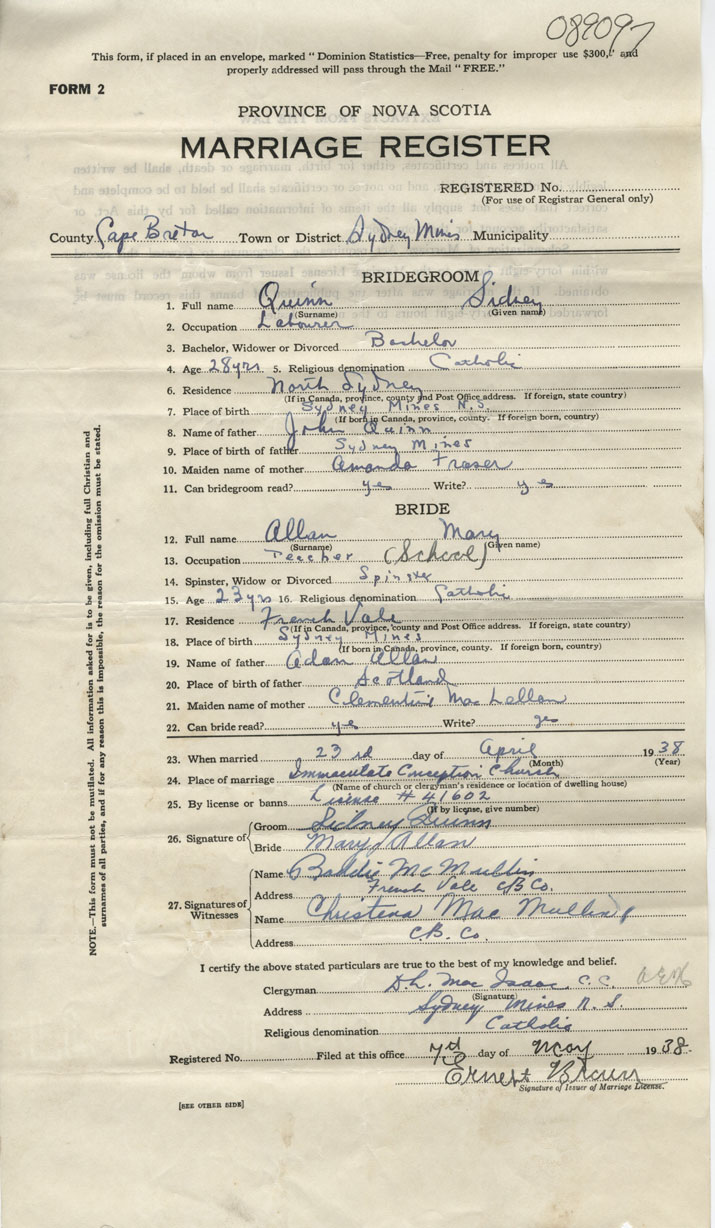 089097
This form, if placed in an envelope, marked "Dominion Statistics—Free, penalty for improper use $300," and
properly addressed will pass through the Mail "FREE."
FORM 2
PROVINCE OF NOVA SCOTIA
MARRIAGE REGISTER
REGISTERED No.
(For use of Registrar General only)
County Cape Breton Town or District Sydney Mines Municipality
BRIDEGROOM
1. Full name Quinn Sidney
(Surname) (Given name)
2. Occupation Labourer
3. Bachelor, Widower or Divorced Bachelor
4. Age 28 yrs. 5. Religious denomination Catholic
6. Residence North Sydney
(If in Canada, province, county and Post Office address. If foreign, state country)
7. Place of birth Sydney Mines N.S.
(If born in Canada, province, county. If foreign born, country)
8. Name of father John Quinn
9. Place of birth of father Sydney Mines
10. Maiden name of mother Amanda Fraser
11. Can bridegroom read? yes Write? yes
BRIDE
12. Full name Allan Mary
(Surname) (Given name)
13. Occupation Teacher (School)
14. Spinster, Widow or Divorced Spinster
15. Age 23 yrs 16. Religious denomination Catholic
17. Residence French Vale
(If in Canada, province, county and Post Office address. If foreign, state country)
18. Place of birth Sydney Mines
(If born in Canada, province, county. If foreign born, country)
19. Name of father Adam Allan
20. Place of birth of father Scotland
21. Maiden name of mother Clementine MacLellan
22. Can bride read? yes Write? yes
23. When married 23 rd day of April 1938
(Month) (Year)
24. Place of marriage Immaculate Conception Church
(Name of church or clergyman's residence or location of dwelling house)
25. By license or banns License # 41602
(If by license, give number)
26. Signature of
Groom Sidney Quinn
Bride Mary Allan
27. Signatures of Witnesses
Name Baddie McMullin
Address French Vale CB Co.
Name Christena MacMullin
Address C.B. Co.
I certify the above stated particulars are true to the best of my knowledge and belief.
Clergyman D.L. MacIsaac, C.C.
(Signature)
Address Sydney Mines N.S.
Religious denomination Catholic
Registered No. Filed at this office 7 day of May 1938
Ernest Brown
Signature of Issuer of Marriage License.
[SEE OTHER SIDE]
NOTE.—This form must not be mutilated. All information asked for is to be given, including full Christian and
surnames of all parties, and if for any reason this is impossible, the reason for the omission must be stated.